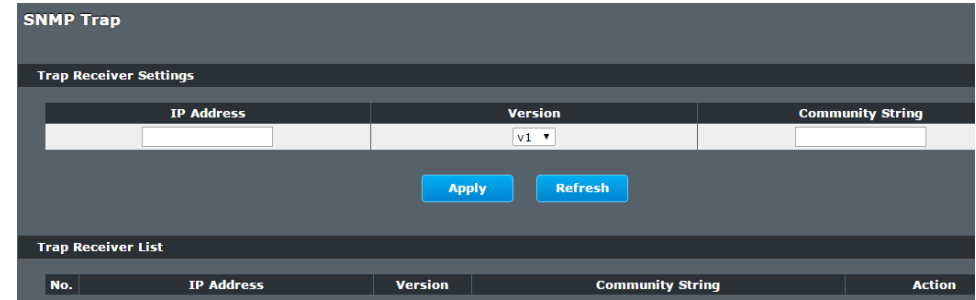 SNMP Trap
Trap Receiver Settings
IP Address Version Community String
v1
Apply Refresh
Trap Receiver List
No. IP Address Version Community String Action